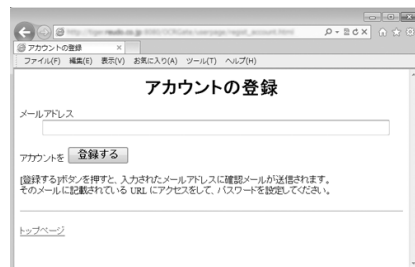 アカウントの登録
ファイル(F) 編集(E) 表示(V) お気に入り(A) ツール(T) ヘルプ(H)
アカウントの登録
メールアドレス
アカウントを 登録する
[登録する]ボタンを押すと、入力されたメールアドレスに確認メールが送信されます。
そのメールに記載されている URL にアクセスをして、パスワードを設定してください。
トップページ